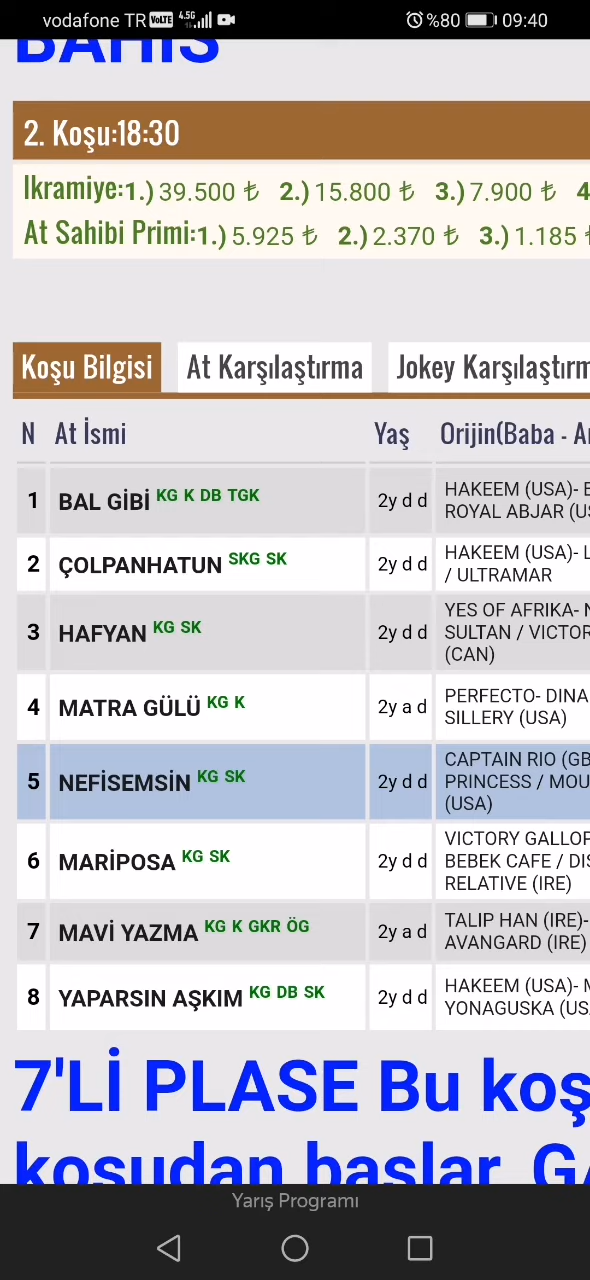 vodafone TR VoLTE 4.5G %80 09:40
BAHİS
2. Koşu:18:30
Ikramiye:1.) 39.500 ₺ 2.) 15.800 ₺ 3.) 7.900 ₺ 4
At Sahibi Primi:1.) 5.925 ₺ 2.) 2.370 ₺ 3.) 1.185 ₺
Koşu Bilgisi At Karşılaştırma Jokey Karşılaştırm
N At İsmi Yaş Orijin(Baba - An
1 BAL GİBİ KG K DB TGK 2y d d HAKEEM (USA)- E
ROYAL ABJAR (US
2 ÇOLPANHATUN SKG SK 2y d d HAKEEM (USA)- L
/ ULTRAMAR
3 HAFYAN KG SK 2y d d YES OF AFRIKA- N
SULTAN / VICTOR
(CAN)
4 MATRA GÜLÜ KG K 2y a d PERFECTO- DINA
SILLERY (USA)
5 NEFİSEMSİN KG SK 2y d d CAPTAIN RIO (GB
PRINCESS / MOU
(USA)
6 MARİPOSA KG SK 2y d d VICTORY GALLOP
BEBEK CAFE / DIS
RELATIVE (IRE)
7 MAVİ YAZMA KG K GKR ÖG 2y a d TALIP HAN (IRE)-
AVANGARD (IRE)
8 YAPARSIN AŞKIM KG DB SK 2y d d HAKEEM (USA)- M
YONAGUSKA (USA
7'Lİ PLASE Bu koş
koşudan başlar. GA
Yarış Programı